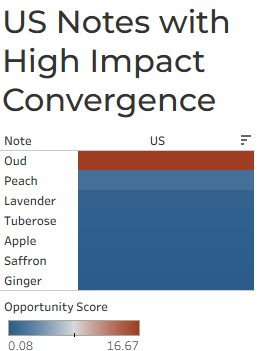 US Notes with
High Impact
Convergence
Note US
Oud
Peach
Lavender
Tuberose
Apple
Saffron
Ginger
Opportunity Score
0.08 16.67